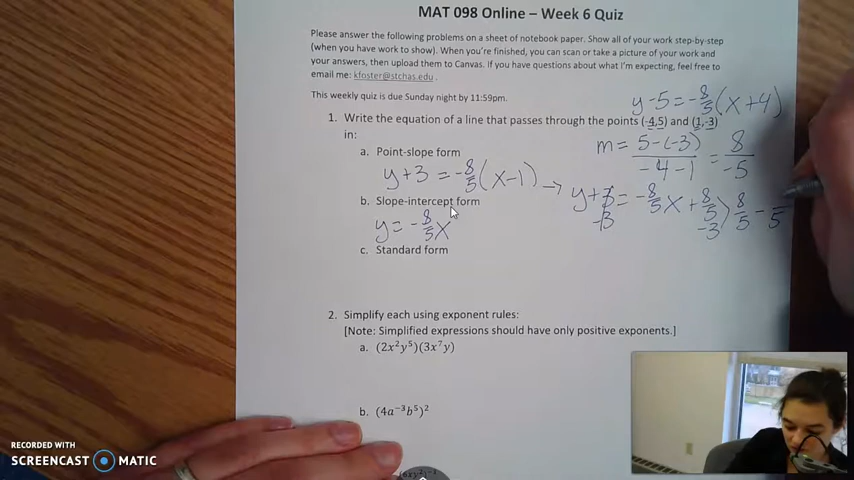 MAT 098 Online – Week 6 Quiz
Please answer the following problems on a sheet of notebook paper. Show all of your work step-by-step
(when you have work to show). When you're finished, you can scan or take a picture of your work and
your answers, then upload them to Canvas. If you have questions about what I'm expecting, feel free to
email me: kfoster@stchas.edu .
This weekly quiz is due Sunday night by 11:59pm.
y-5=-8/5(x+4)
1. Write the equation of a line that passes through the points (-4,5) and (1,-3)
in:
m = 5-(-3)/-4-1 = 8/-5
a. Point-slope form
y+3 = -8/5(x-1) →
y+3 = -8/5x + 8/5
-3 -3
8/5 - /5
b. Slope-intercept form
y = -8/5x
c. Standard form
2. Simplify each using exponent rules:
[Note: Simplified expressions should have only positive exponents.]
a. (2x²y⁵)(3x⁷y)
b. (4a⁻³b⁵)²
RECORDED WITH
SCREENCAST MATIC